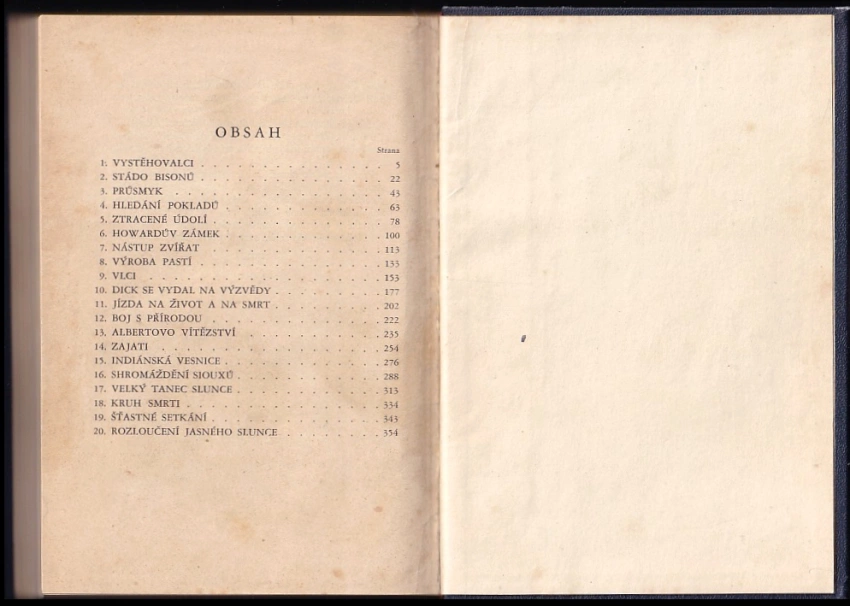 OBSAH
Strana
1. VYSTĚHOVALCI . . . . . . . . . . . . . . 5
2. STÁDO BISONŮ . . . . . . . . . . . . . . 22
3. PRŮSMYK . . . . . . . . . . . . . . 43
4. HLEDÁNÍ POKLADŮ . . . . . . . . . . . . 63
5. ZTRACENÉ ÚDOLÍ . . . . . . . . . . . . . 78
6. HOWARDŮV ZÁMEK . . . . . . . . . . . . 100
7. NÁSTUP ZVÍŘAT . . . . . . . . . . . . . 113
8. VÝROBA PASTÍ . . . . . . . . . . . . . 133
9. VLCI . . . . . . . . . . . . . . . . 153
10. DICK SE VYDAL NA VÝZVĚDY . . . . . . . . 177
11. JÍZDA NA ŽIVOT A NA SMRT . . . . . . . . 202
12. BOJ S PŘÍRODOU . . . . . . . . . . . . 222
13. ALBERTOVO VÍTĚZSTVÍ . . . . . . . . . . 235
14. ZAJATI . . . . . . . . . . . . . . . 254
15. INDIÁNSKÁ VESNICE . . . . . . . . . . . 276
16. SHROMÁŽDĚNÍ SIOUXŮ . . . . . . . . . . 288
17. VELKÝ TANEC SLUNCE . . . . . . . . . . 313
18. KRUH SMRTI . . . . . . . . . . . . . 334
19. ŠŤASTNÉ SETKÁNÍ . . . . . . . . . . . . 343
20. ROZLOUČENÍ JASNÉHO SLUNCE . . . . . . . 354